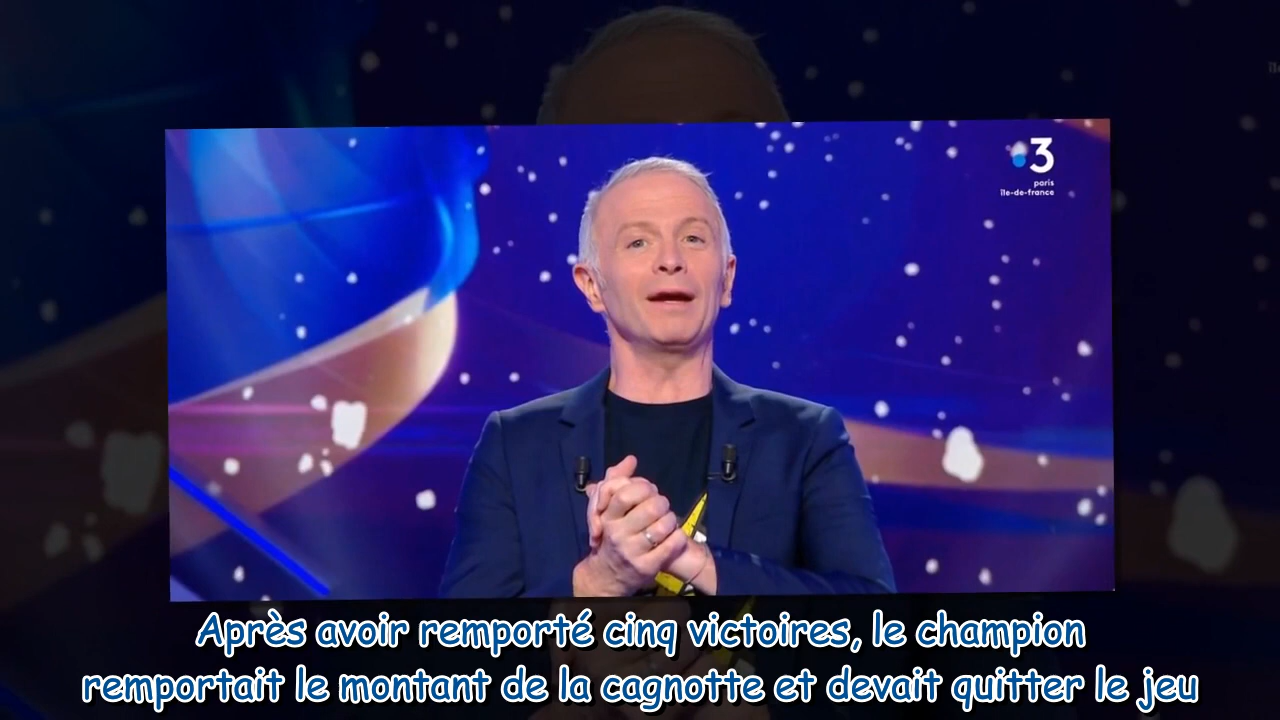 3
paris
île-de-france
Après avoir remporté cinq victoires, le champion
remportait le montant de la cagnotte et devait quitter le jeu